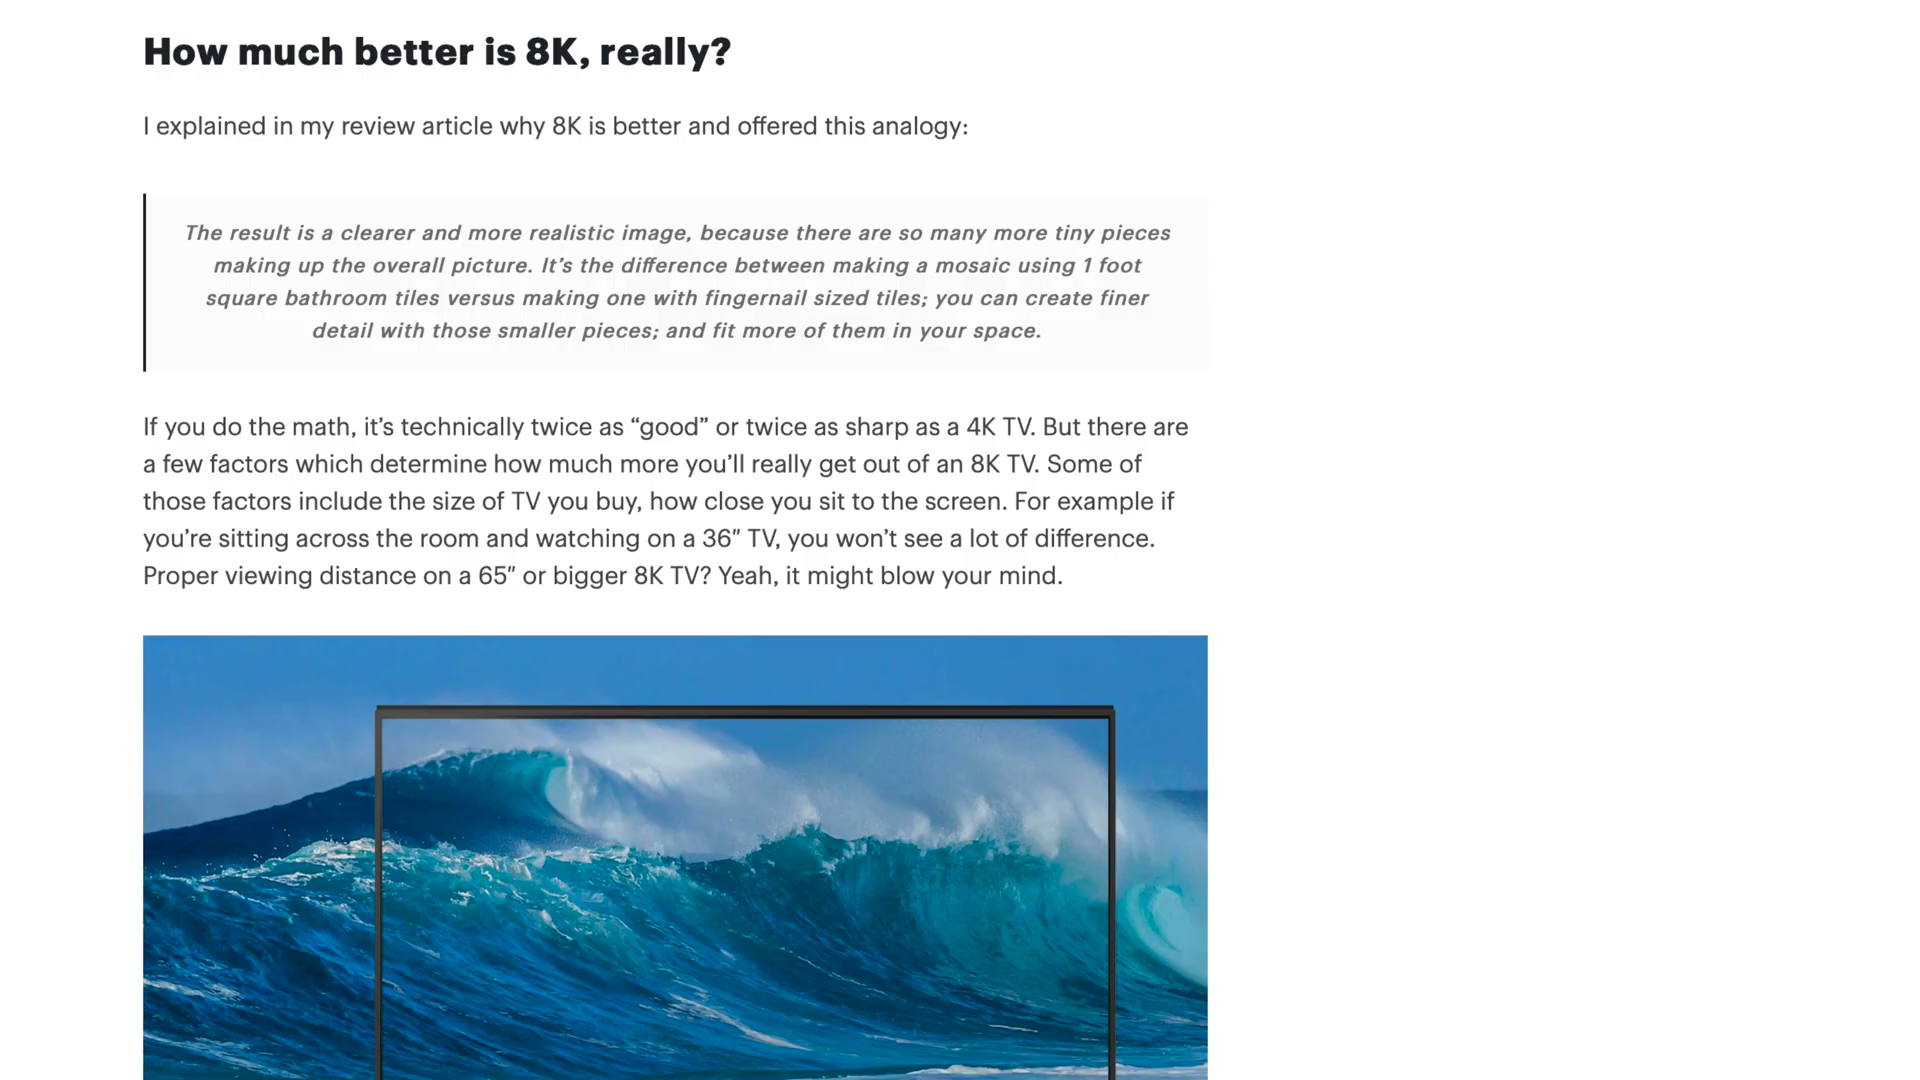 How much better is 8K, really?
I explained in my review article why 8K is better and offered this analogy:
The result is a clearer and more realistic image, because there are so many more tiny pieces
making up the overall picture. It’s the difference between making a mosaic using 1 foot
square bathroom tiles versus making one with fingernail sized tiles; you can create finer
detail with those smaller pieces; and fit more of them in your space.
If you do the math, it’s technically twice as “good” or twice as sharp as a 4K TV. But there are
a few factors which determine how much more you’ll really get out of an 8K TV. Some of
those factors include the size of TV you buy, how close you sit to the screen. For example if
you’re sitting across the room and watching on a 36″ TV, you won’t see a lot of difference.
Proper viewing distance on a 65″ or bigger 8K TV? Yeah, it might blow your mind.